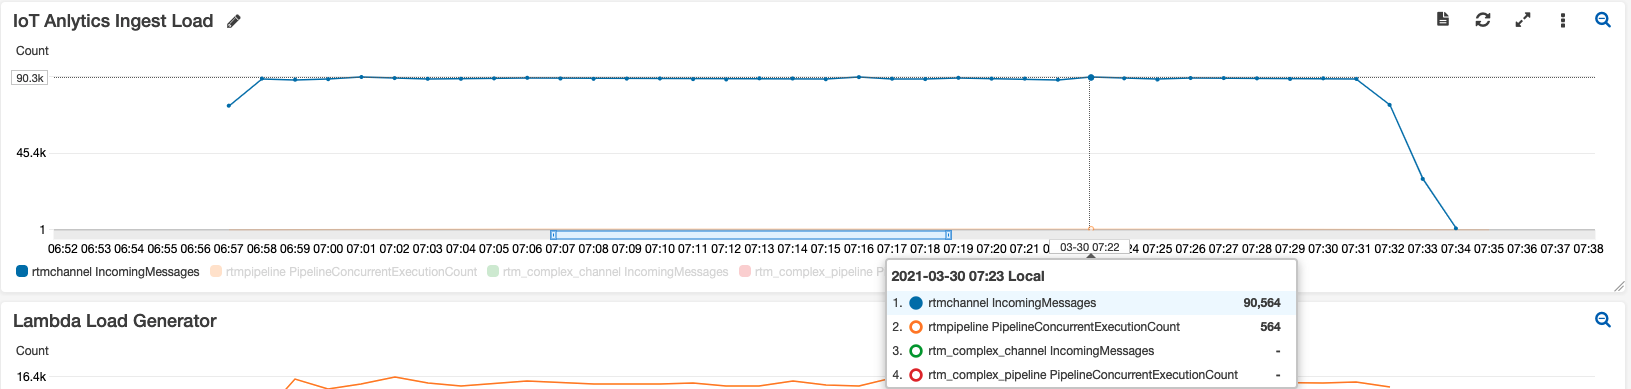 IoT Anlytics Ingest Load
Count
90.3k
45.4k
1
06:52 06:53 06:54 06:55 06:56 06:57 06:58 06:59 07:00 07:01 07:02 07:03 07:04 07:05 07:06 07:07 07:08 07:09 07:10 07:11 07:12 07:13 07:14 07:15 07:16 07:17 07:18 07:19 07:20 07:21 03-30 07:22 24 07:25 07:26 07:27 07:28 07:29 07:30 07:31 07:32 07:33 07:34 07:35 07:36 07:37 07:38
rtmchannel IncomingMessages rtmpipeline PipelineConcurrentExecutionCount rtm_complex_channel IncomingMessages rtm_complex_pipeline P
2021-03-30 07:23 Local
1. rtmchannel IncomingMessages 90,564
2. rtmpipeline PipelineConcurrentExecutionCount 564
3. rtm_complex_channel IncomingMessages -
4. rtm_complex_pipeline PipelineConcurrentExecutionCount -
Lambda Load Generator
Count
16.4k